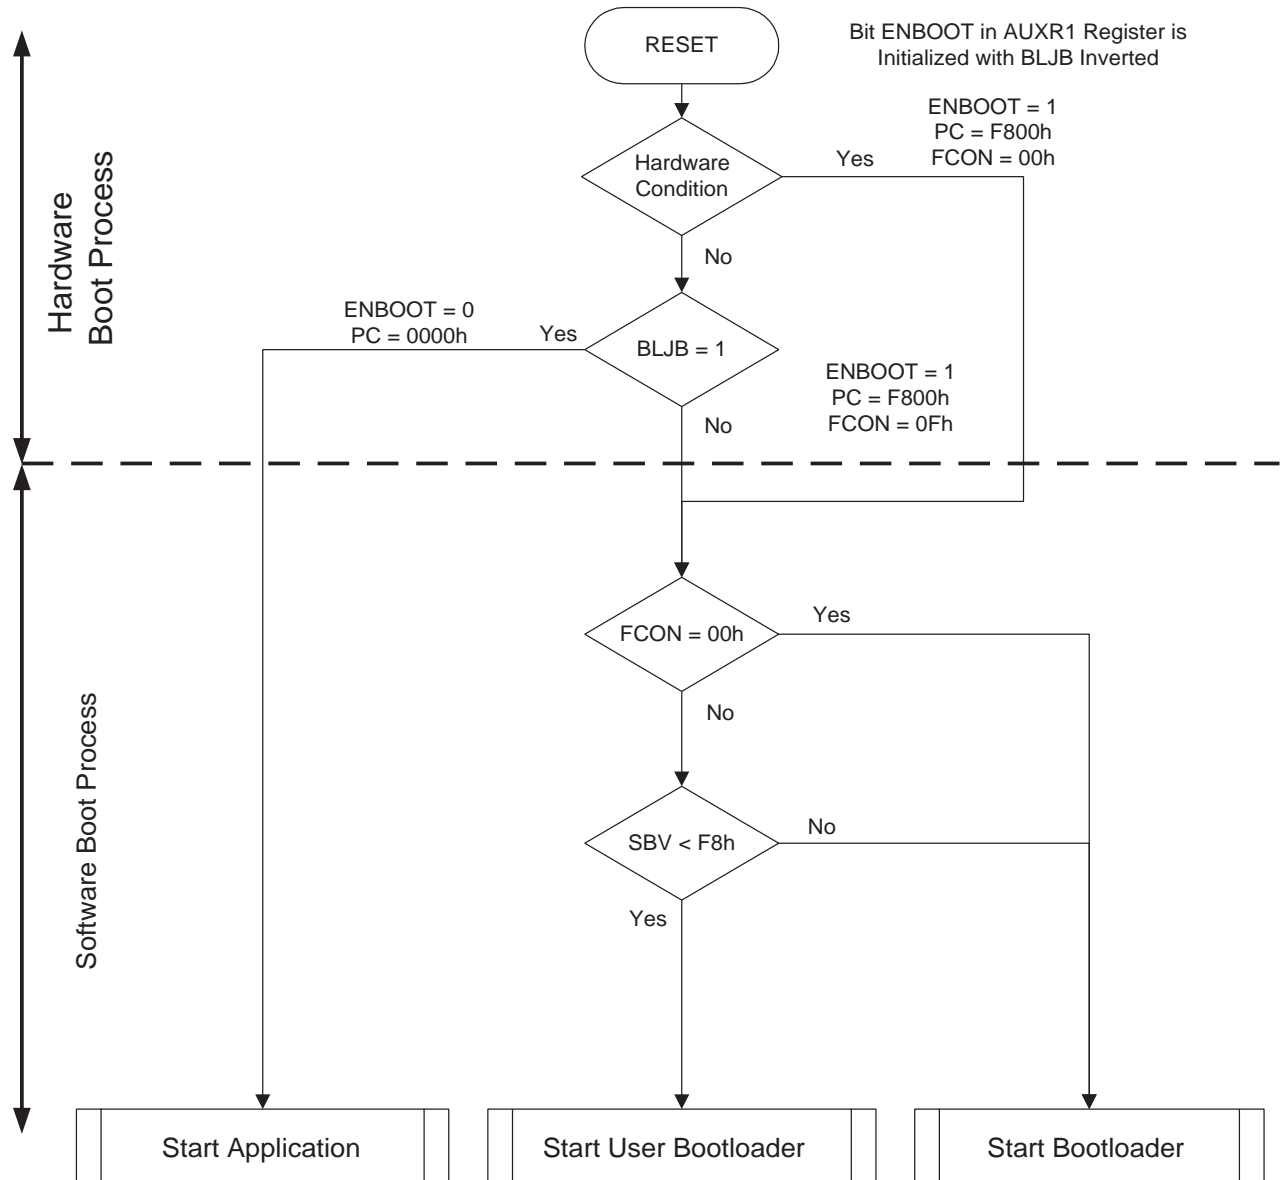 RESET
Bit ENBOOT in AUXR1 Register is
Initialized with BLJB Inverted
ENBOOT = 1
PC = F800h
FCON = 00h
Hardware
Condition
Yes
No
Hardware
Boot Process
ENBOOT = 0
PC = 0000h
Yes
BLJB = 1
ENBOOT = 1
PC = F800h
FCON = 0Fh
No
FCON = 00h
Yes
No
Software Boot Process
SBV < F8h
No
Yes
Start Application
Start User Bootloader
Start Bootloader